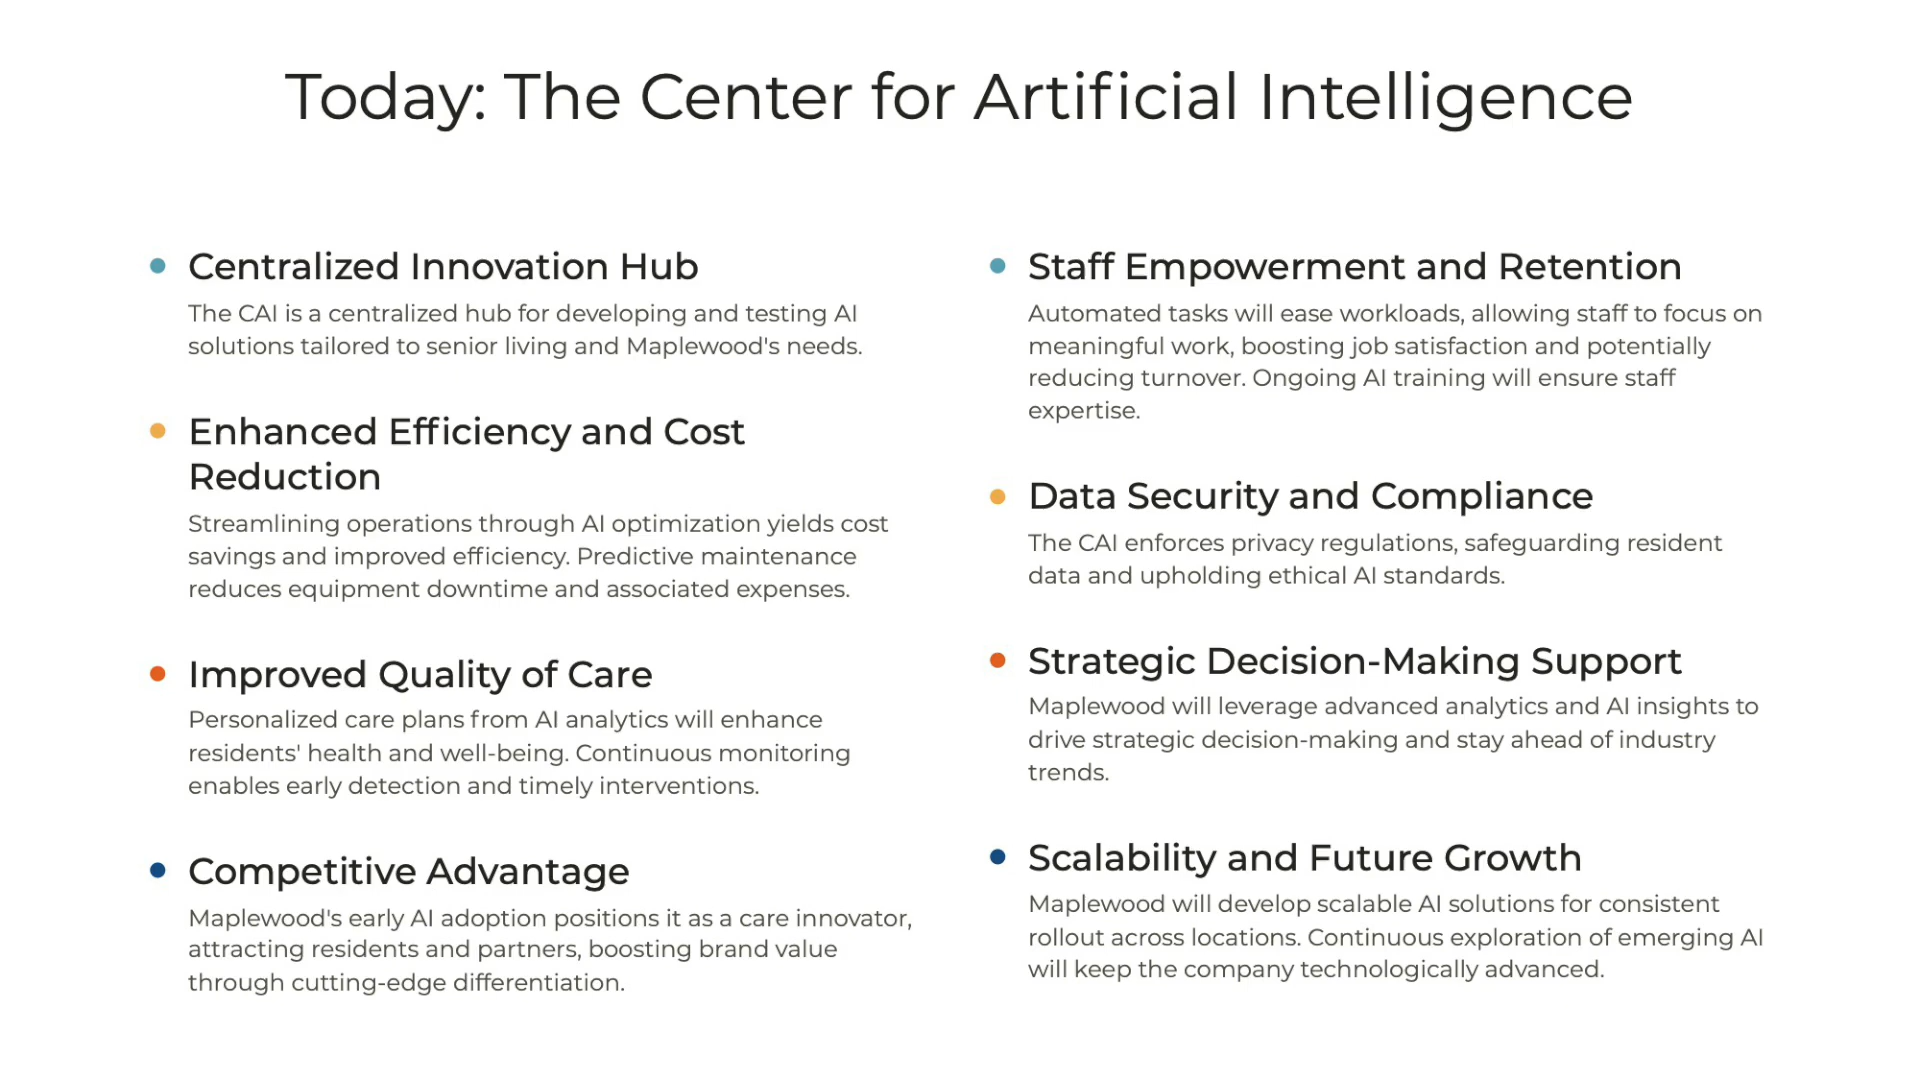 Today: The Center for Artificial Intelligence
Centralized Innovation Hub
The CAI is a centralized hub for developing and testing AI
solutions tailored to senior living and Maplewood's needs.
Enhanced Efficiency and Cost
Reduction
Streamlining operations through AI optimization yields cost
savings and improved efficiency. Predictive maintenance
reduces equipment downtime and associated expenses.
Improved Quality of Care
Personalized care plans from AI analytics will enhance
residents' health and well-being. Continuous monitoring
enables early detection and timely interventions.
Competitive Advantage
Maplewood's early AI adoption positions it as a care innovator,
attracting residents and partners, boosting brand value
through cutting-edge differentiation.
Staff Empowerment and Retention
Automated tasks will ease workloads, allowing staff to focus on
meaningful work, boosting job satisfaction and potentially
reducing turnover. Ongoing AI training will ensure staff
expertise.
Data Security and Compliance
The CAI enforces privacy regulations, safeguarding resident
data and upholding ethical AI standards.
Strategic Decision-Making Support
Maplewood will leverage advanced analytics and AI insights to
drive strategic decision-making and stay ahead of industry
trends.
Scalability and Future Growth
Maplewood will develop scalable AI solutions for consistent
rollout across locations. Continuous exploration of emerging AI
will keep the company technologically advanced.